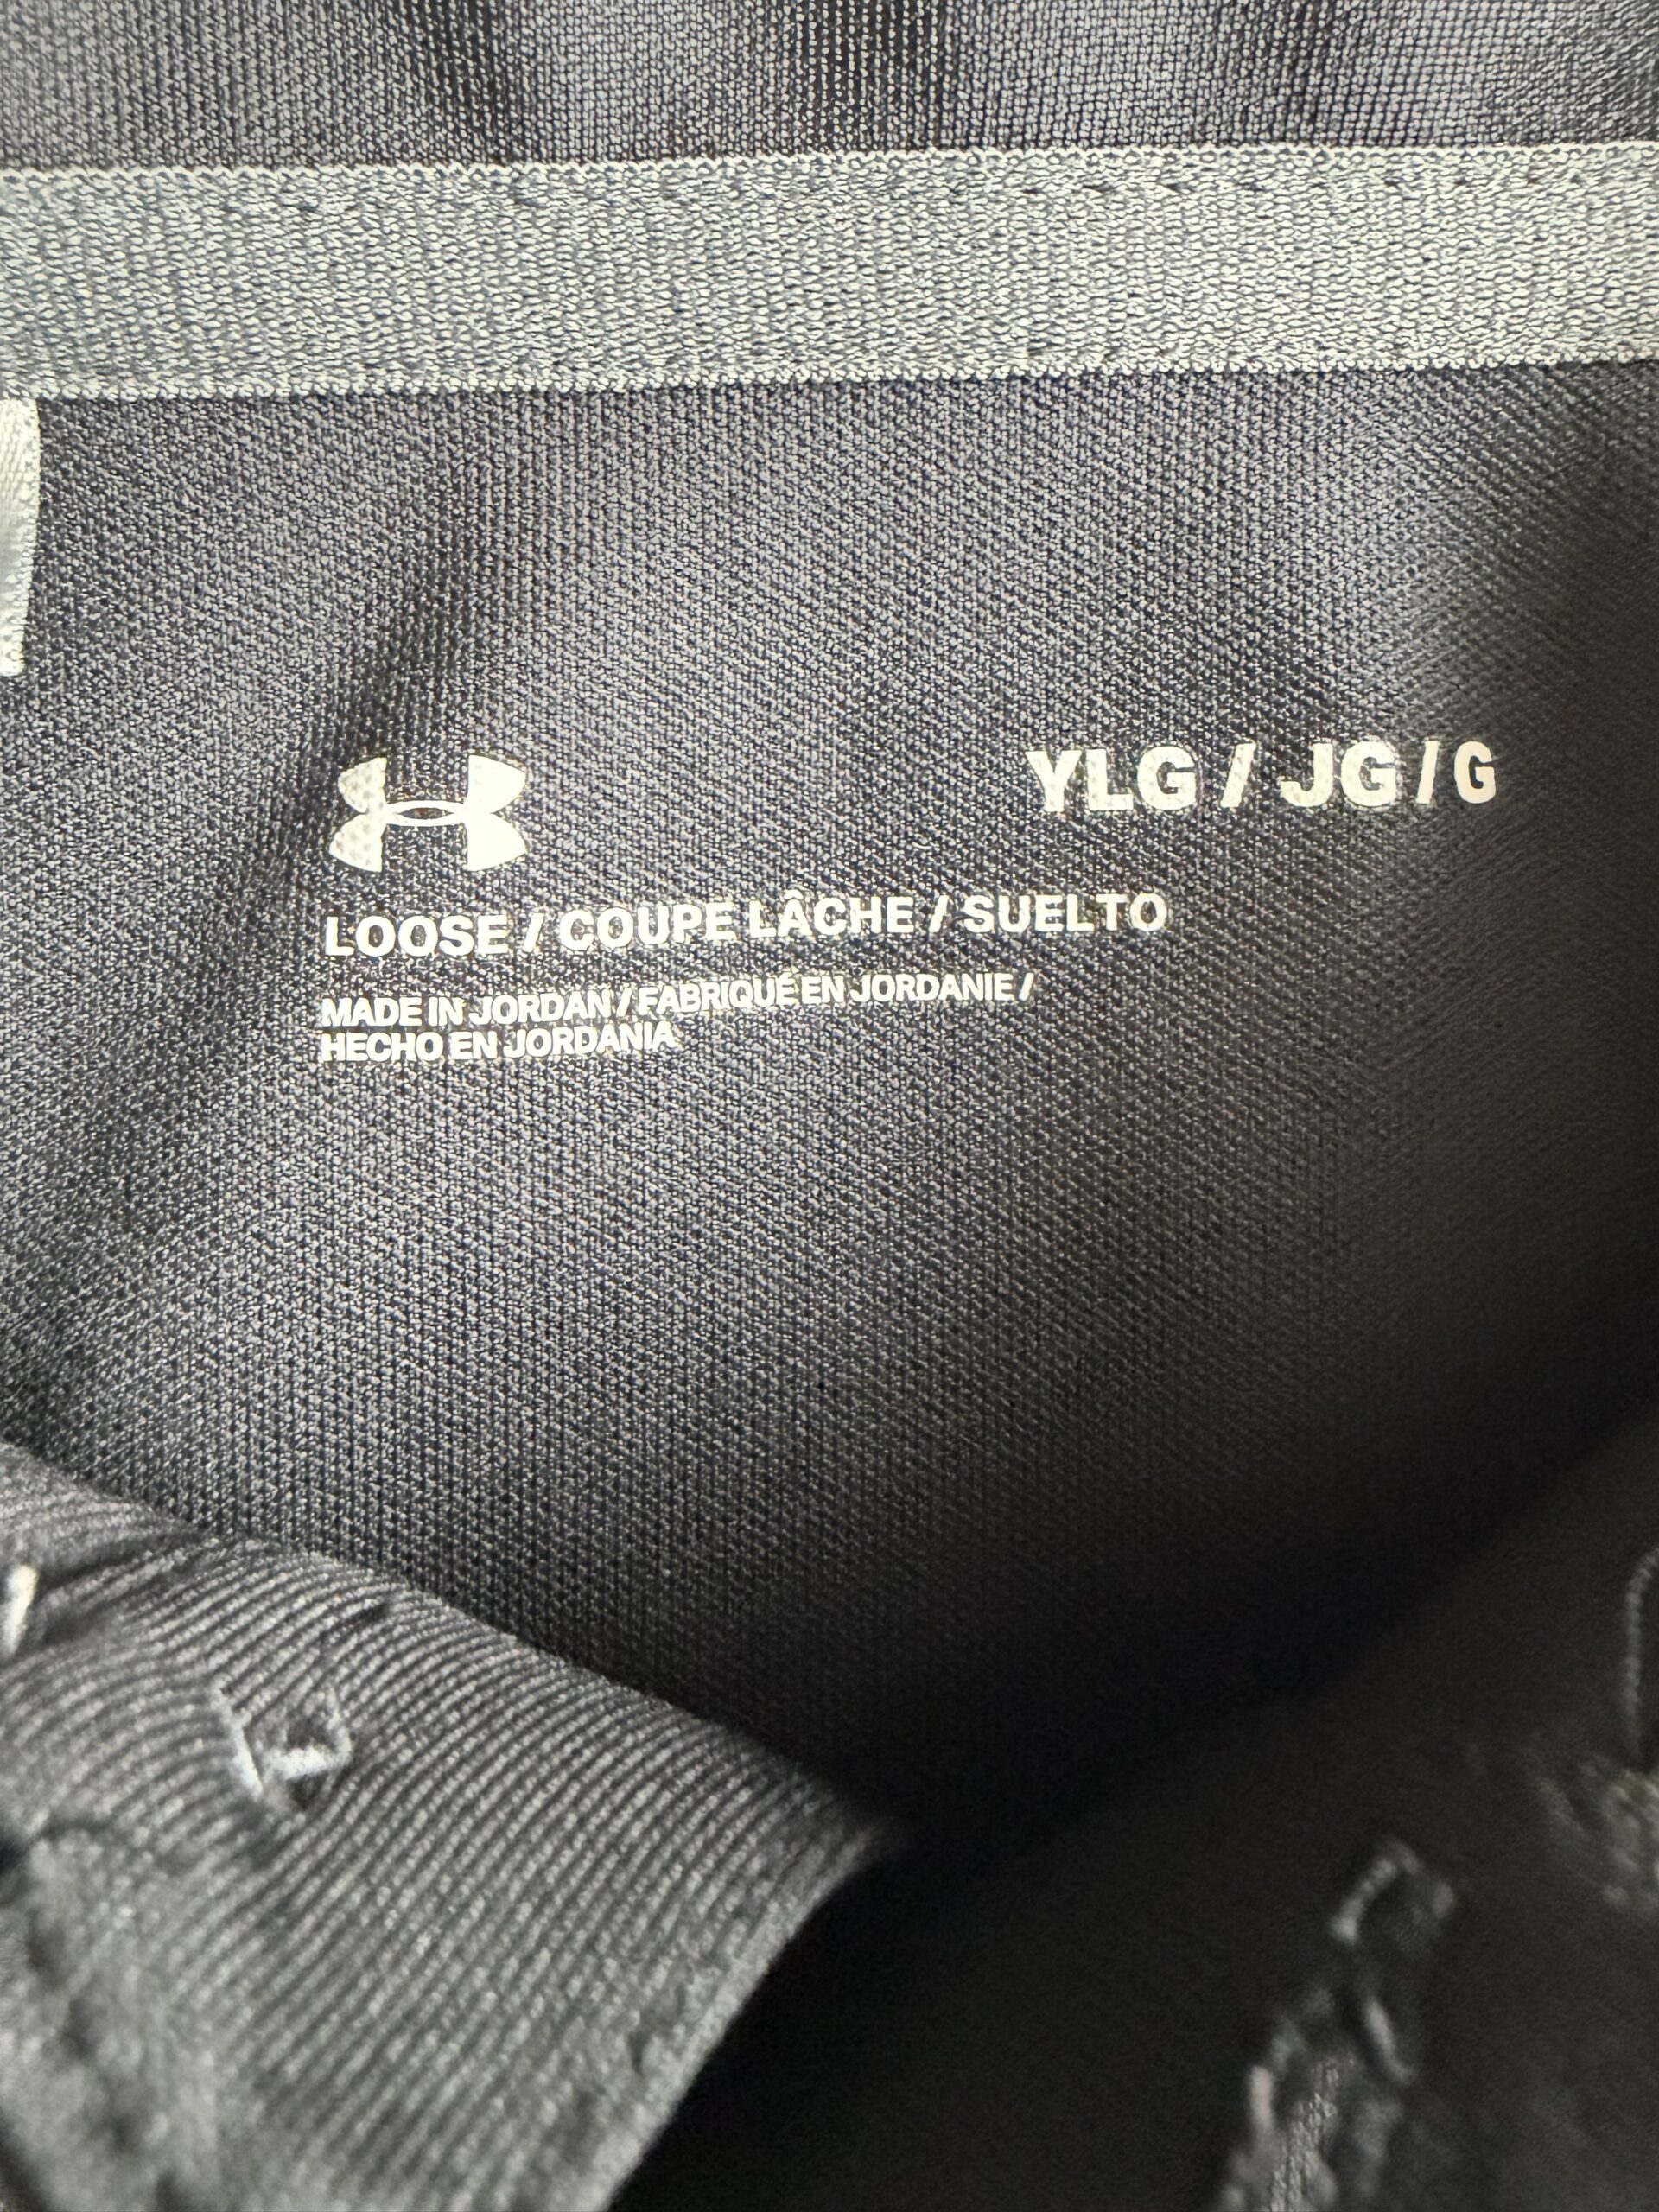 YLG / JG / G
LOOSE / COUPE LÂCHE / SUELTO
MADE IN JORDAN / FABRIQUÉ EN JORDANIE /
HECHO EN JORDANIA